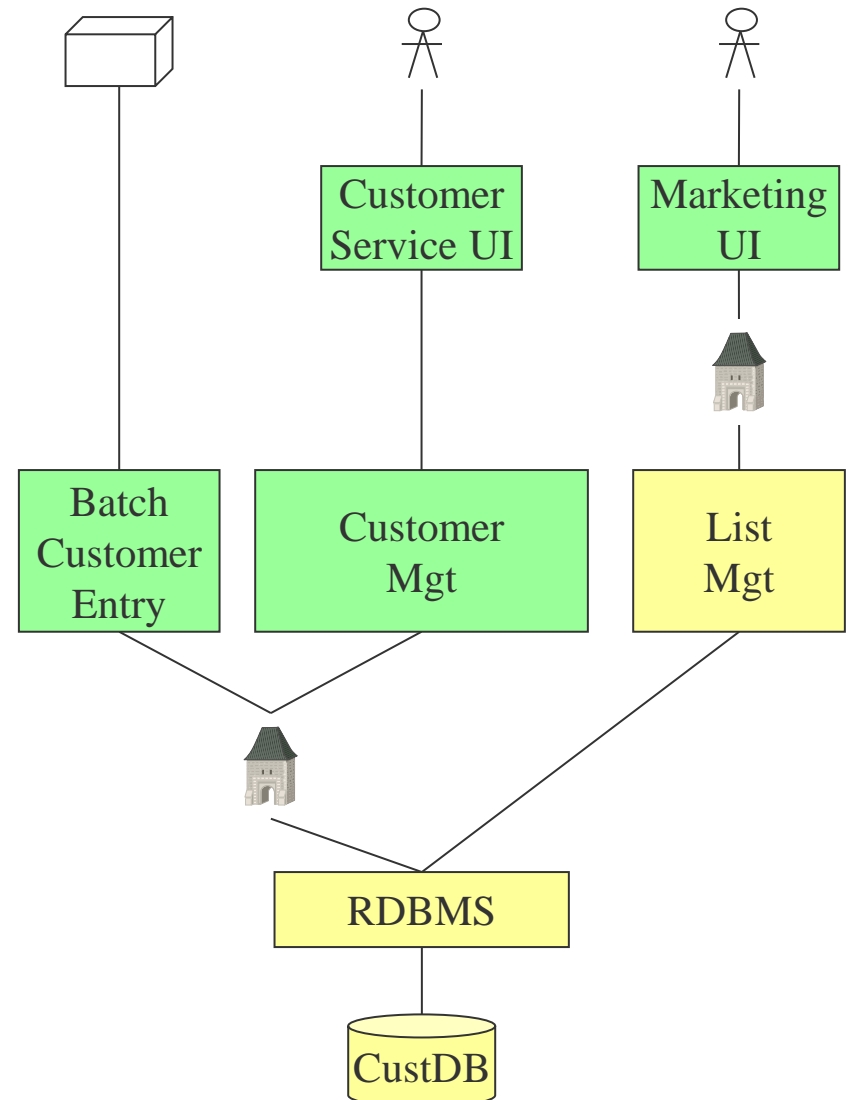 Customer
Service UI
Marketing
UI
Batch
Customer
Entry
Customer
Mgt
List
Mgt
RDBMS
CustDB